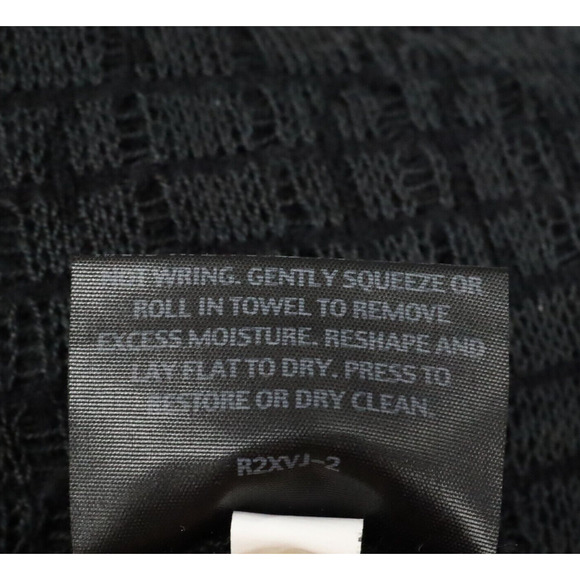 NOT WRING. GENTLY SQUEEZE OR
ROLL IN TOWEL TO REMOVE
EXCESS MOISTURE. RESHAPE AND
LAY FLAT TO DRY. PRESS TO
RESTORE OR DRY CLEAN.
R2XVJ-2